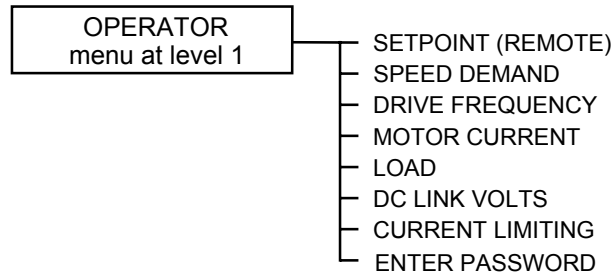 OPERATOR
menu at level 1
SETPOINT (REMOTE)
SPEED DEMAND
DRIVE FREQUENCY
MOTOR CURRENT
LOAD
DC LINK VOLTS
CURRENT LIMITING
ENTER PASSWORD